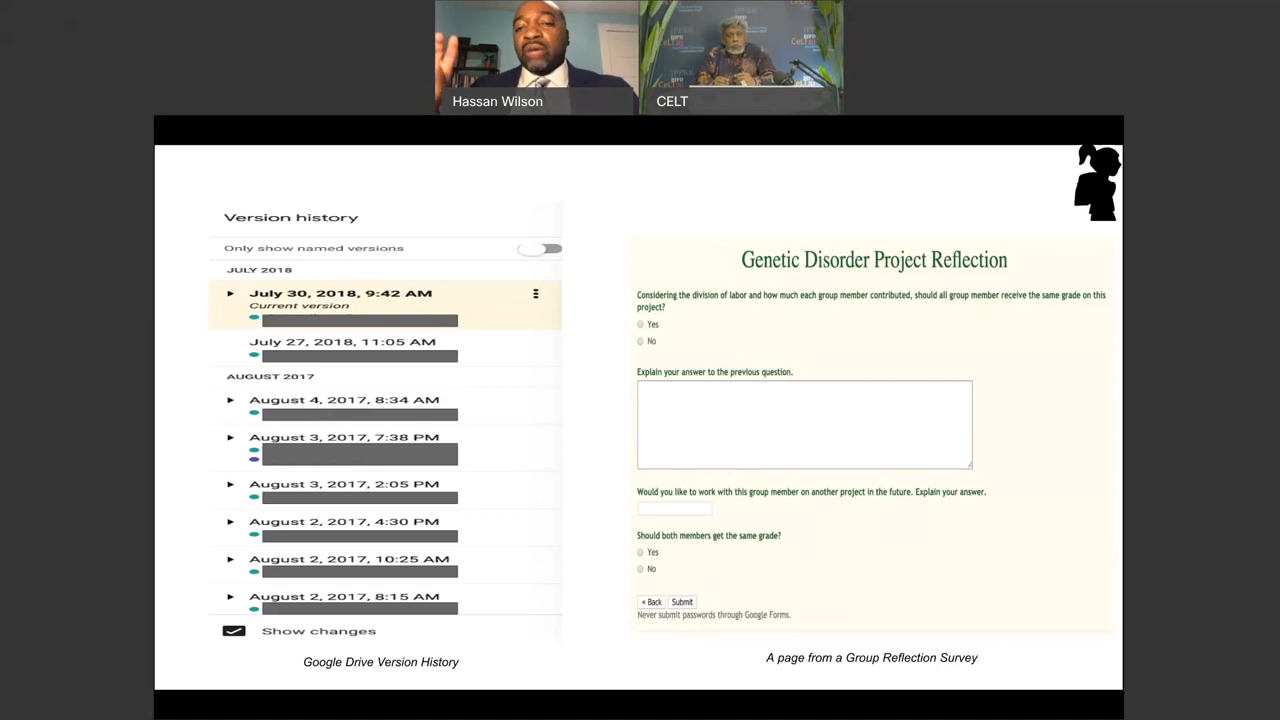 Hassan Wilson
CELT
Version history
Only show named versions
JULY 2018
July 30, 2018, 9:42 AM
Current version
July 27, 2018, 11:05 AM
AUGUST 2017
August 4, 2017, 8:34 AM
August 3, 2017, 7:38 PM
August 3, 2017, 2:05 PM
August 2, 2017, 4:30 PM
August 2, 2017, 10:25 AM
August 2, 2017, 8:15 AM
Show changes
Google Drive Version History
Genetic Disorder Project Reflection
Considering the division of labor and how much each group member contributed, should all group member receive the same grade on this
project?
Yes
No
Explain your answer to the previous question.
Would you like to work with this group member on another project in the future. Explain your answer.
Should both members get the same grade?
Yes
No
« Back Submit
Never submit passwords through Google Forms.
A page from a Group Reflection Survey